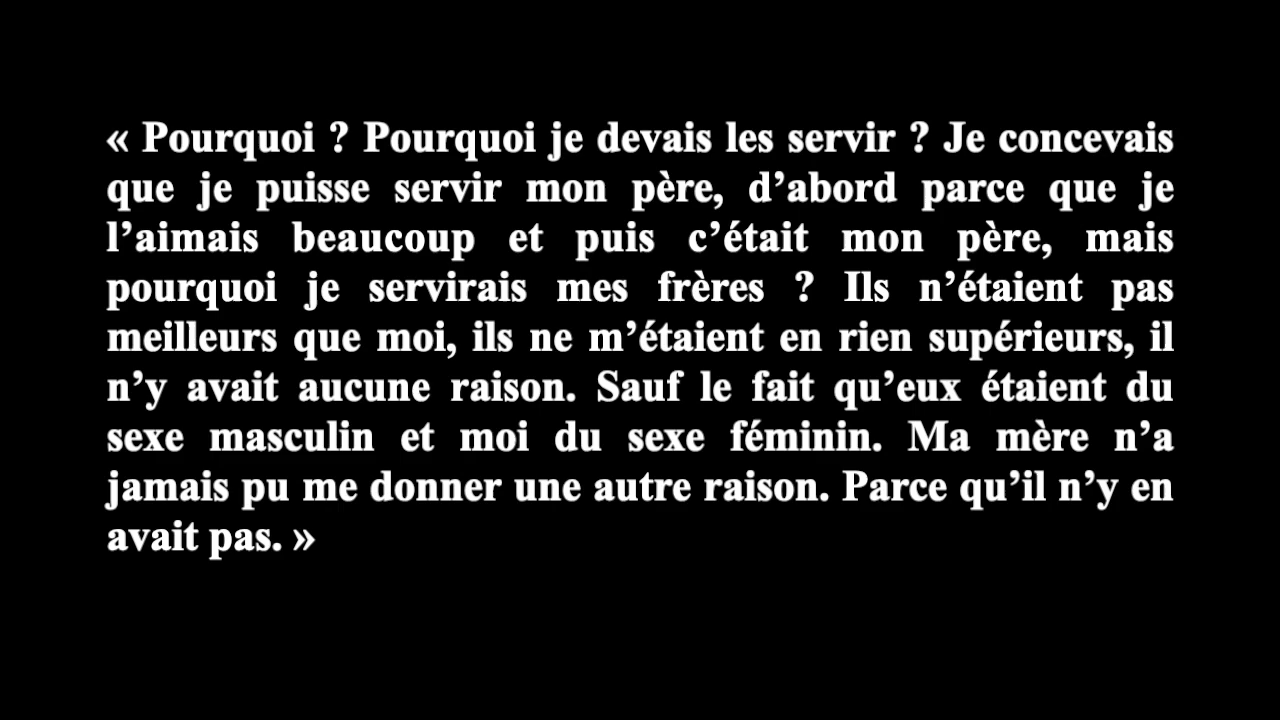 « Pourquoi ? Pourquoi je devais les servir ? Je concevais
que je puisse servir mon père, d’abord parce que je
l’aimais beaucoup et puis c’était mon père, mais
pourquoi je servirais mes frères ? Ils n’étaient pas
meilleurs que moi, ils ne m’étaient en rien supérieurs, il
n’y avait aucune raison. Sauf le fait qu’eux étaient du
sexe masculin et moi du sexe féminin. Ma mère n’a
jamais pu me donner une autre raison. Parce qu’il n’y en
avait pas. »